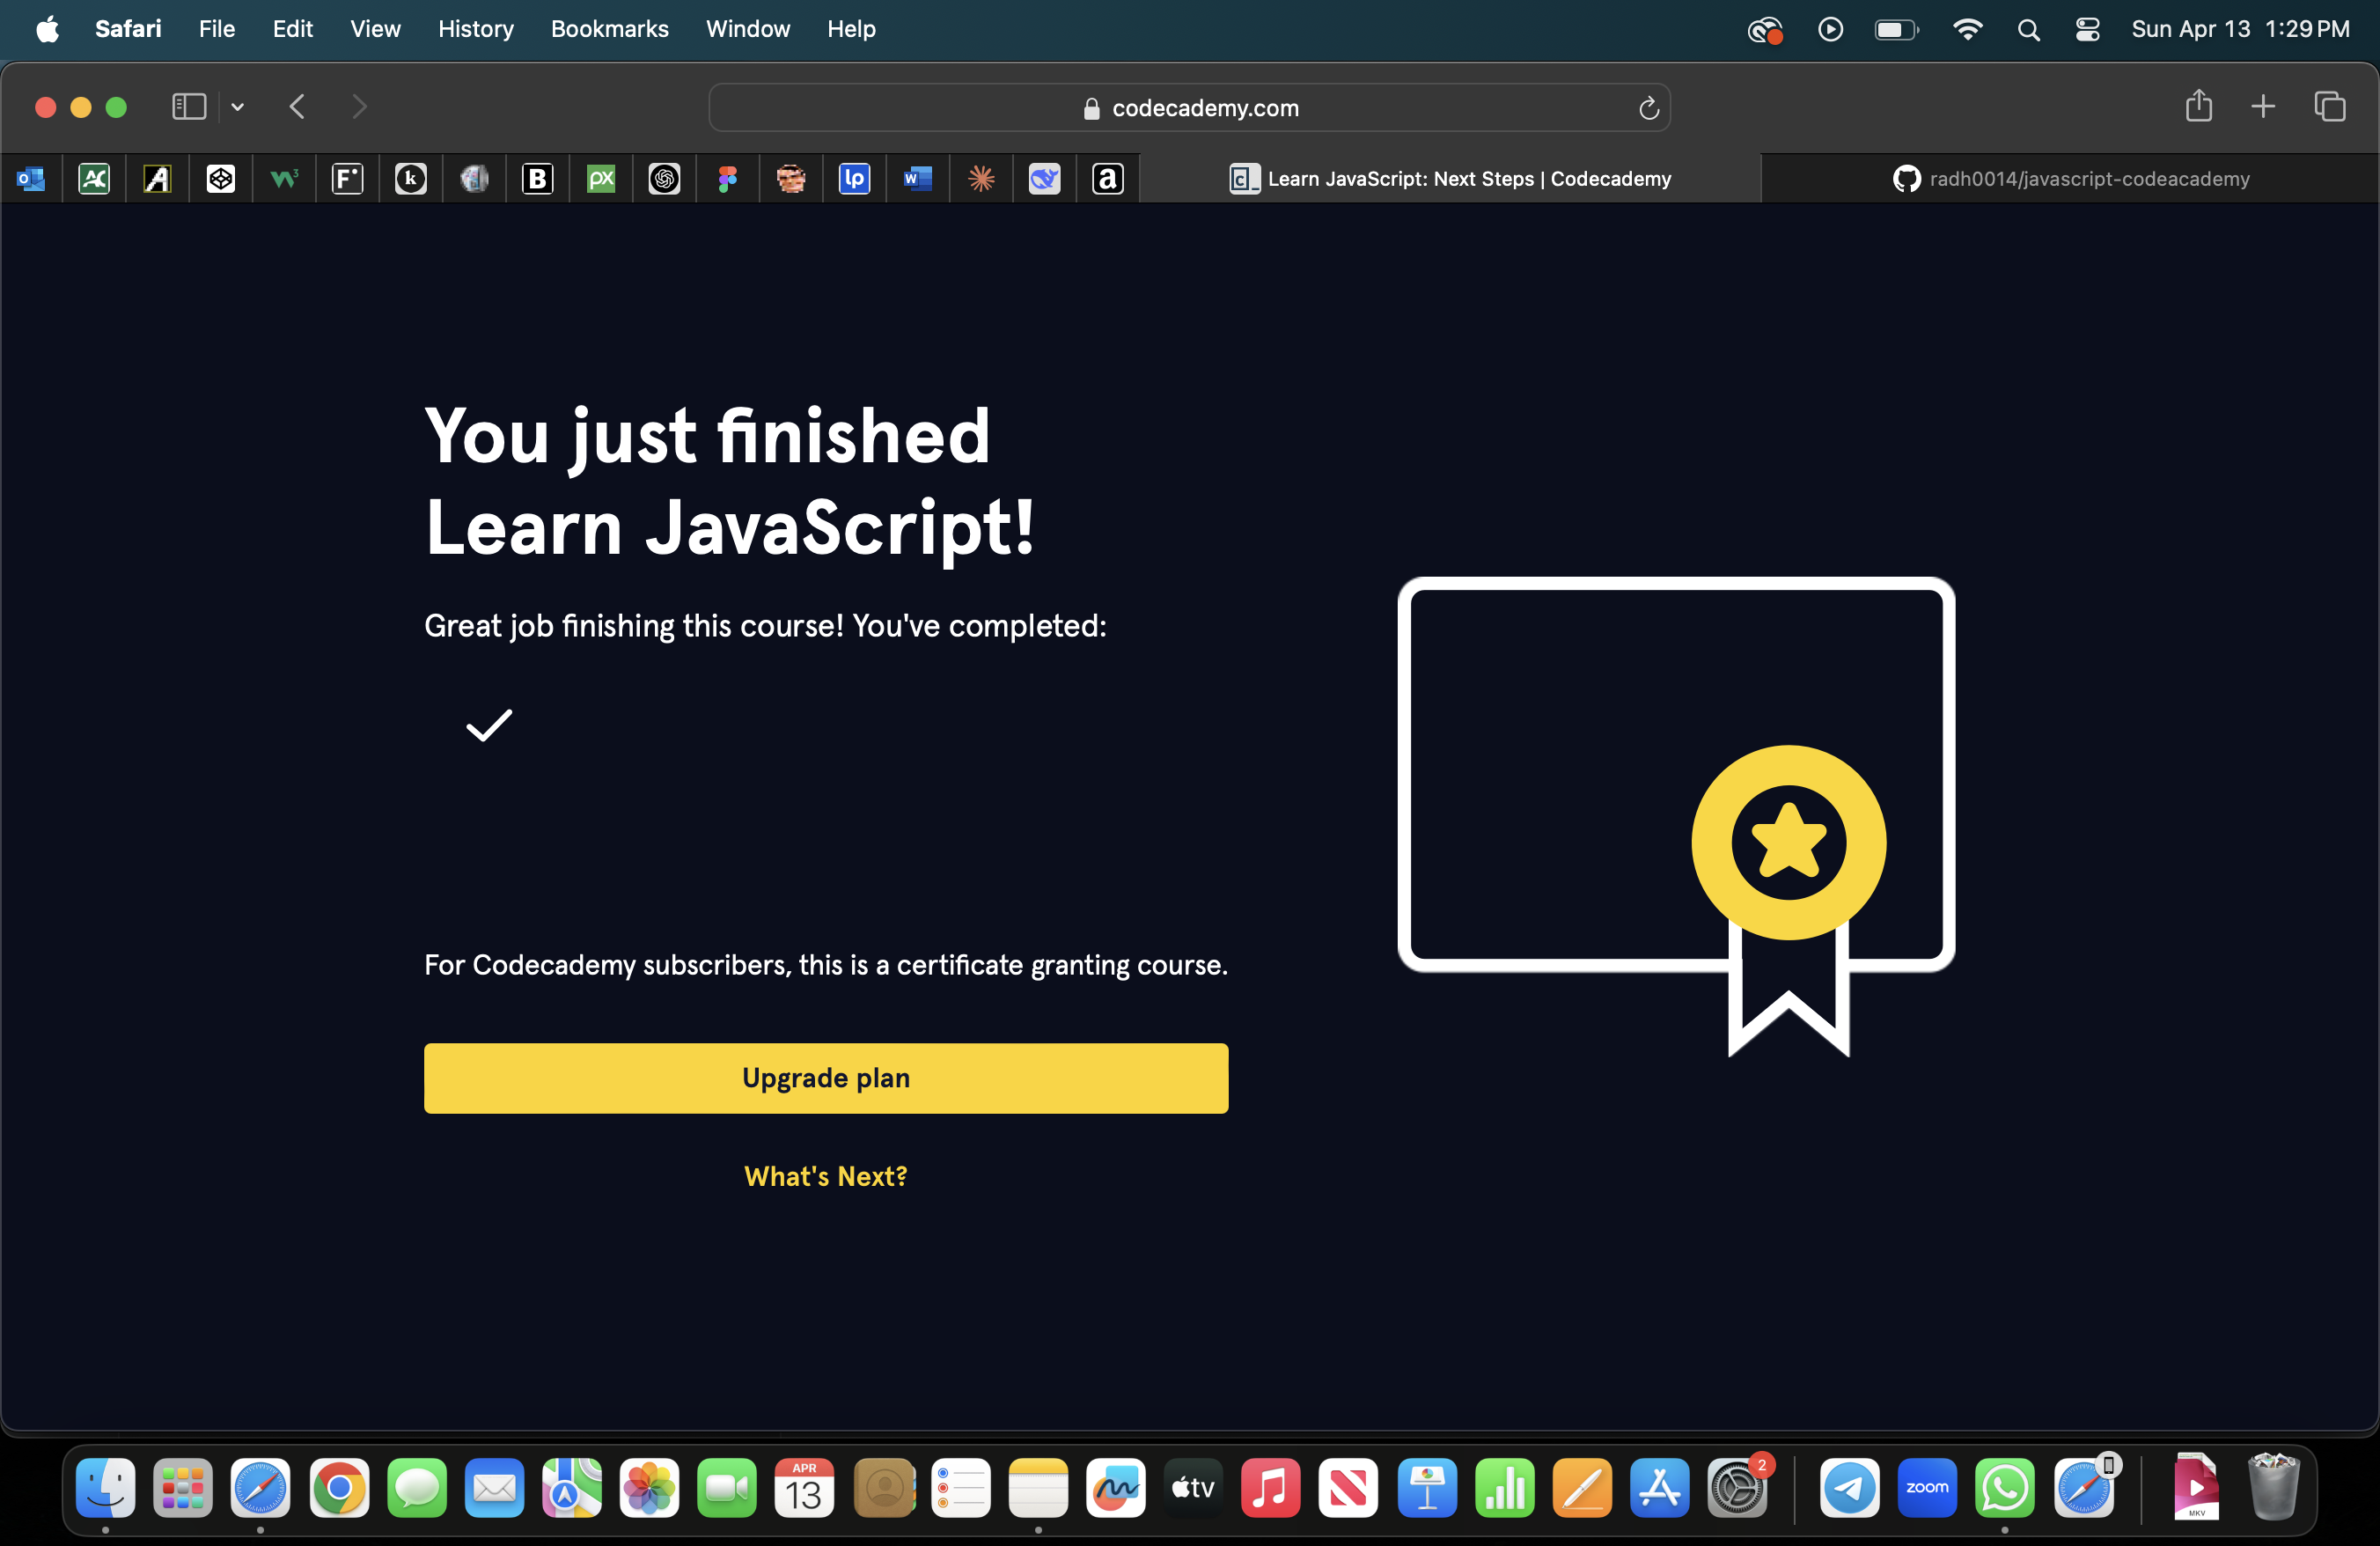 Safari File Edit View History Bookmarks Window Help Sun Apr 13 1:29 PM
codecademy.com
Learn JavaScript: Next Steps | Codecademy radh0014/javascript-codeacademy
You just finished
Learn JavaScript!
Great job finishing this course! You've completed:
For Codecademy subscribers, this is a certificate granting course.
Upgrade plan
What's Next?
APR
13
tv
2
zoom
MKV